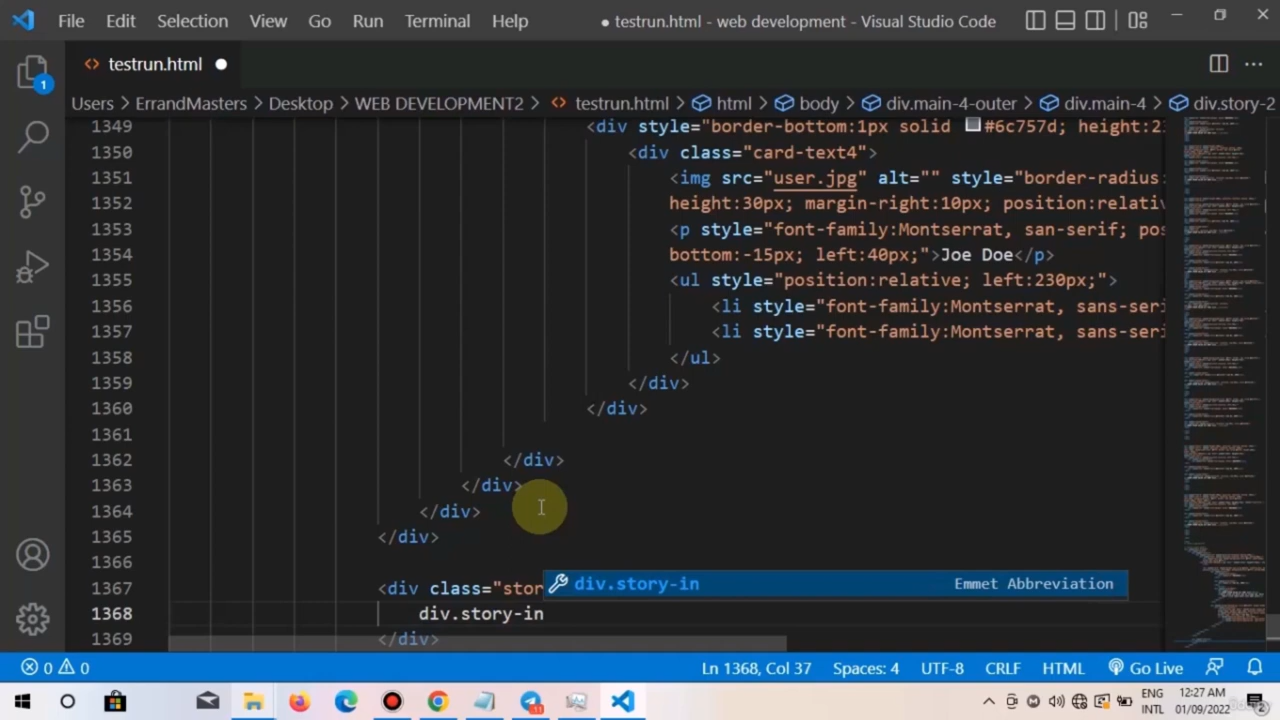 File Edit Selection View Go Run Terminal Help ● testrun.html - web development - Visual Studio Code
<> testrun.html ●
1
Users > ErrandMasters > Desktop > WEB DEVELOPMENT2 > <> testrun.html > html > body > div.main-4-outer > div.main-4 > div.story-2
1349 <div style="border-bottom:1px solid #6c757d; height:2
1350 <div class="card-text4">
1351 <img src="user.jpg" alt="" style="border-radius:
1352 height:30px; margin-right:10px; position:relativ
1353 <p style="font-family:Montserrat, san-serif; pos
1354 bottom:-15px; left:40px;">Joe Doe</p>
1355 <ul style="position:relative; left:230px;">
1356 <li style="font-family:Montserrat, sans-seri
1357 <li style="font-family:Montserrat, sans-seri
1358 </ul>
1359 </div>
1360 </div>
1361
1362 </div>
1363 </div>
1364 </div>
1365 </div>
1366
1367 <div class="stor
div.story-in Emmet Abbreviation
1368 div.story-in
1369 </div>
0 0 Ln 1368, Col 37 Spaces: 4 UTF-8 CRLF HTML Go Live
ENG 12:27 AM
INTL 01/09/2022